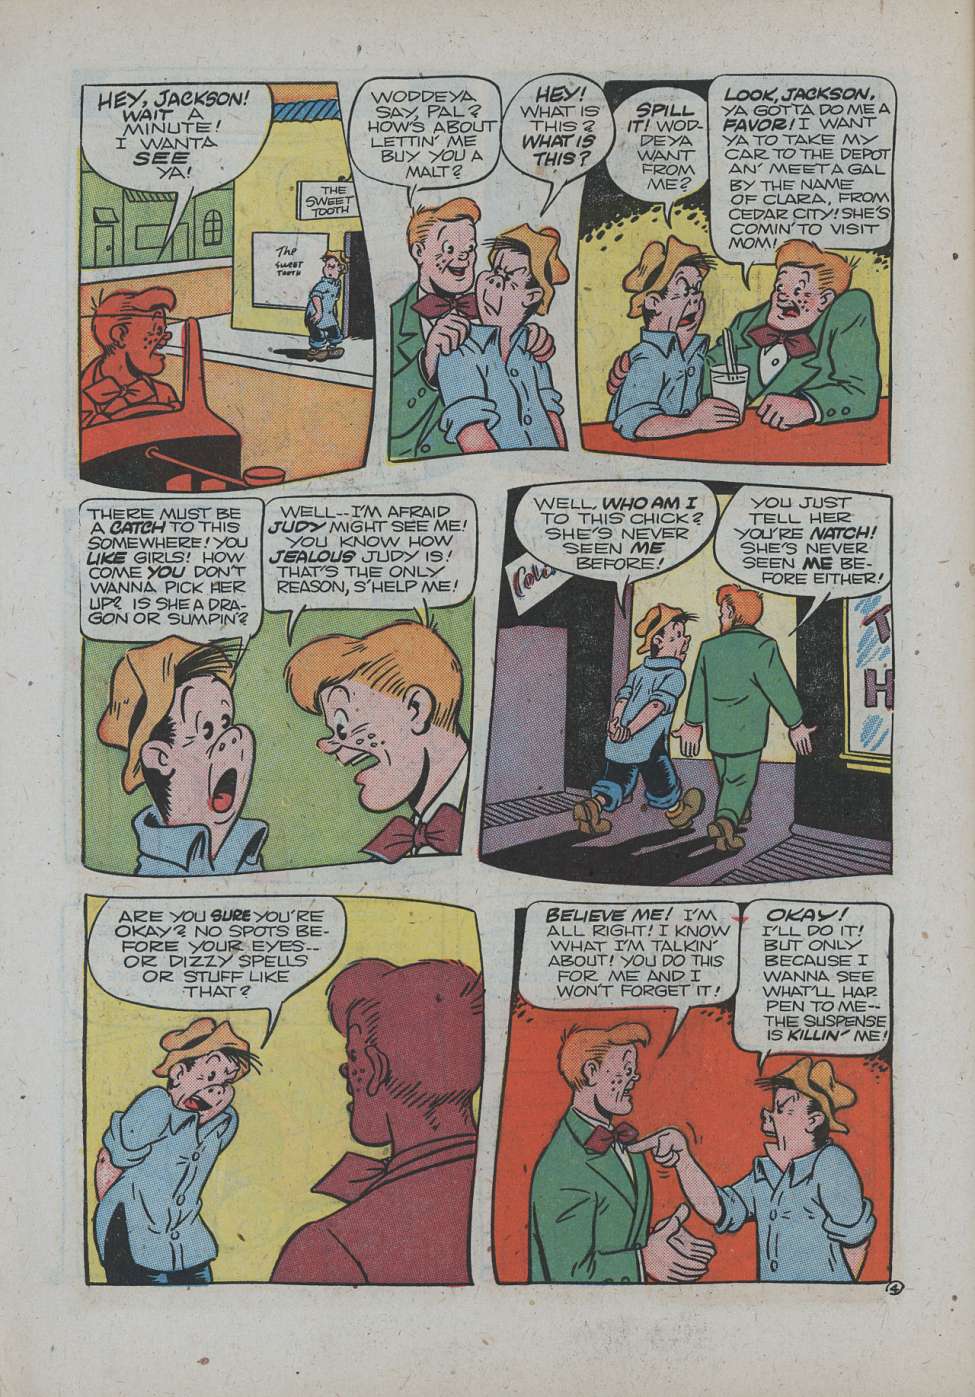 HEY, JACKSON!
WAIT A
MINUTE!
I WANTA
SEE
YA!
THE
SWEET
TOOTH
The
SWEET
TOOTH
WODDEYA
SAY, PAL?
HOW'S ABOUT
LETTIN' ME
BUY YOU A
MALT?
HEY!
WHAT IS
THIS?
WHAT IS
THIS?
SPILL
IT! WOD-
DEYA
WANT
FROM
ME?
LOOK, JACKSON,
YA GOTTA DO ME A
FAVOR! I WANT
YA TO TAKE MY
CAR TO THE DEPOT
AN' MEET A GAL
BY THE NAME
OF CLARA, FROM
CEDAR CITY! SHE'S
COMIN' TO VISIT
MOM!
THERE MUST BE
A CATCH TO THIS
SOMEWHERE! YOU
LIKE GIRLS! HOW
COME YOU DON'T
WANNA PICK HER
UP? IS SHE A DRA-
GON OR SUMPIN'?
WELL--I'M AFRAID
JUDY MIGHT SEE ME!
YOU KNOW HOW
JEALOUS JUDY IS!
THAT'S THE ONLY
REASON, S'HELP ME!
WELL, WHO AM I
TO THIS CHICK?
SHE'S NEVER
SEEN ME
BEFORE!
YOU JUST
TELL HER
YOU'RE NATCH!
SHE'S NEVER
SEEN ME BE-
FORE EITHER!
T
H
ARE YOU SURE YOU'RE
OKAY? NO SPOTS BE-
FORE YOUR EYES--
OR DIZZY SPELLS
OR STUFF LIKE
THAT?
BELIEVE ME! I'M
ALL RIGHT! I KNOW
WHAT I'M TALKIN'
ABOUT! YOU DO THIS
FOR ME AND I
WON'T FORGET IT!
OKAY!
I'LL DO IT!
BUT ONLY
BECAUSE I
WANNA SEE
WHAT'LL HAP-
PEN TO ME--
THE SUSPENSE
IS KILLIN' ME!
4